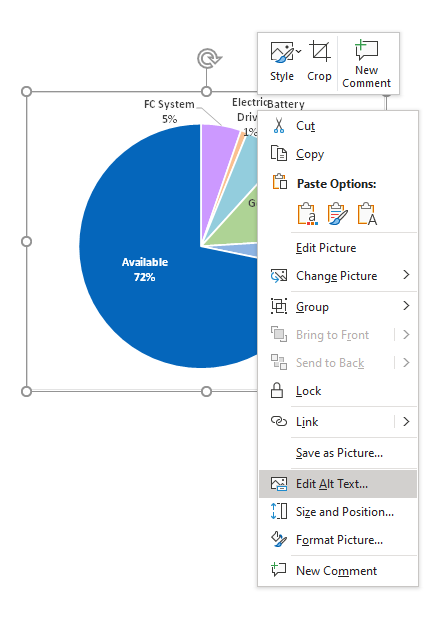 Style
Crop
New
Comment
FC System
5%
Electric
Driv
1%
Battery
G
Available
72%
Cut
Copy
Paste Options:
a
A
Edit Picture
Change Picture
Group
Bring to Front
Send to Back
Lock
Link
Save as Picture...
Edit Alt Text...
Size and Position...
Format Picture...
New Comment